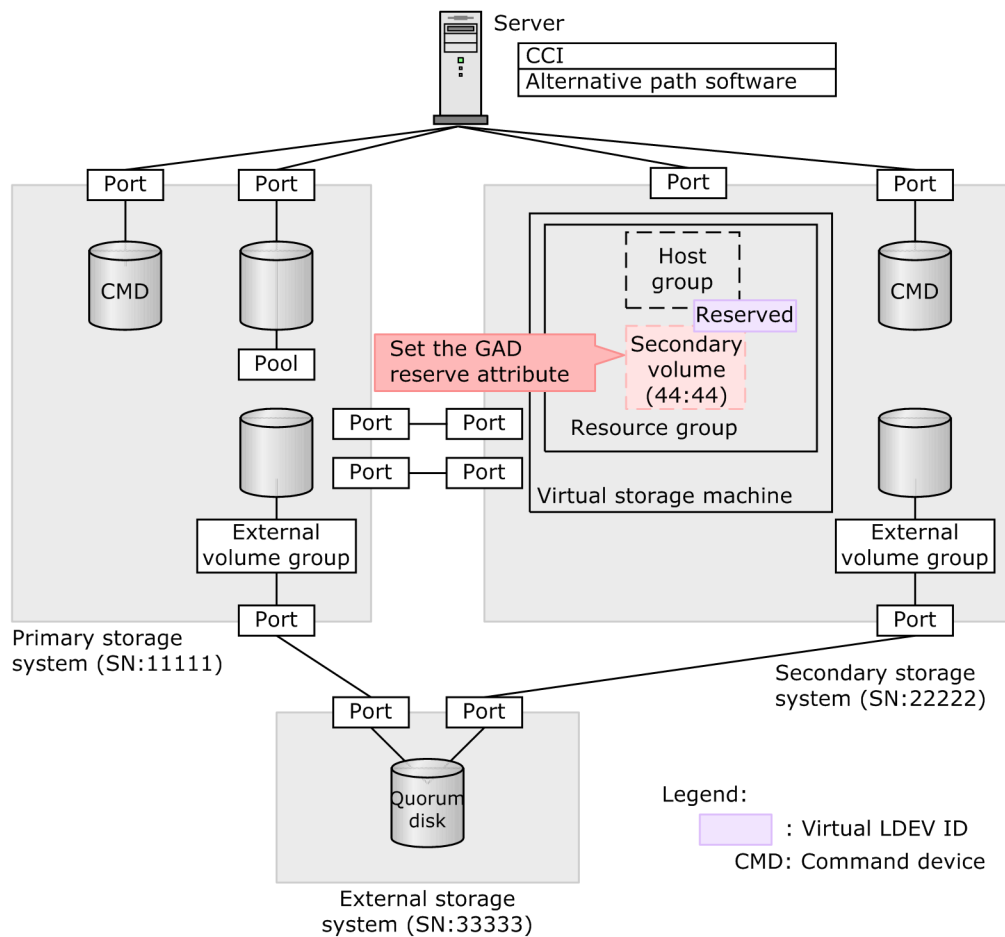 Server
CCI
Alternative path software
Port
Port
Port
Port
CMD
Host
group
CMD
Reserved
Set the GAD
reserve attribute
Secondary
volume
(44:44)
Pool
Port
Port
Resource group
Port
Port
Virtual storage machine
External
volume group
External
volume group
Port
Port
Primary storage
system (SN:11111)
Secondary storage
system (SN:22222)
Port
Port
Quorum
disk
Legend:
: Virtual LDEV ID
CMD: Command device
External storage
system (SN:33333)